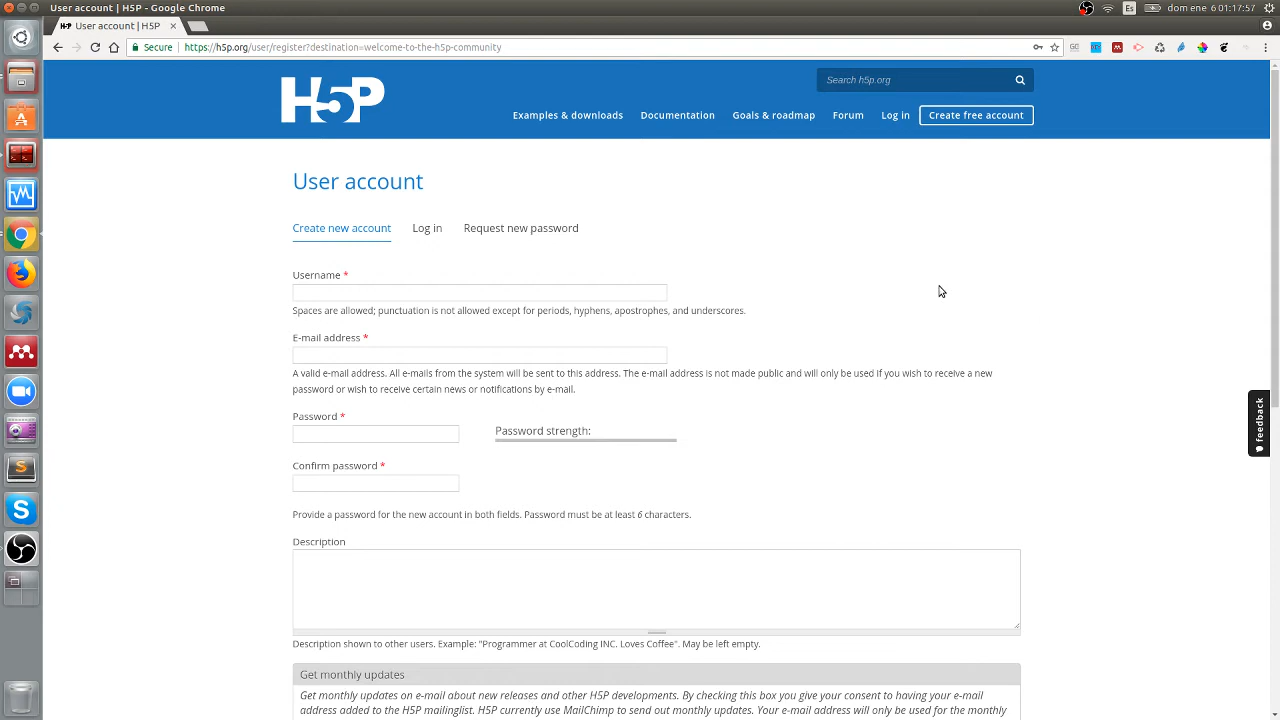 User account | H5P - Google Chrome
Es
dom ene 6 01:17:57
H5P User account | H5P
Secure
https://h5p.org/user/register?destination=welcome-to-the-h5p-community
H5P
Search h5p.org
Examples & downloads
Documentation
Goals & roadmap
Forum
Log in
Create free account
User account
Create new account
Log in
Request new password
Username *
Spaces are allowed; punctuation is not allowed except for periods, hyphens, apostrophes, and underscores.
E-mail address *
A valid e-mail address. All e-mails from the system will be sent to this address. The e-mail address is not made public and will only be used if you wish to receive a new
password or wish to receive certain news or notifications by e-mail.
Password *
Password strength:
Confirm password *
Provide a password for the new account in both fields. Password must be at least 6 characters.
Description
Description shown to other users. Example: "Programmer at CoolCoding INC. Loves Coffee". May be left empty.
Get monthly updates
Get monthly updates on e-mail about new releases and other H5P developments. By checking this box you give your consent to having your e-mail
address added to the H5P mailinglist. H5P currently use MailChimp to send out monthly updates. Your e-mail address will only be used for the monthly
feedback